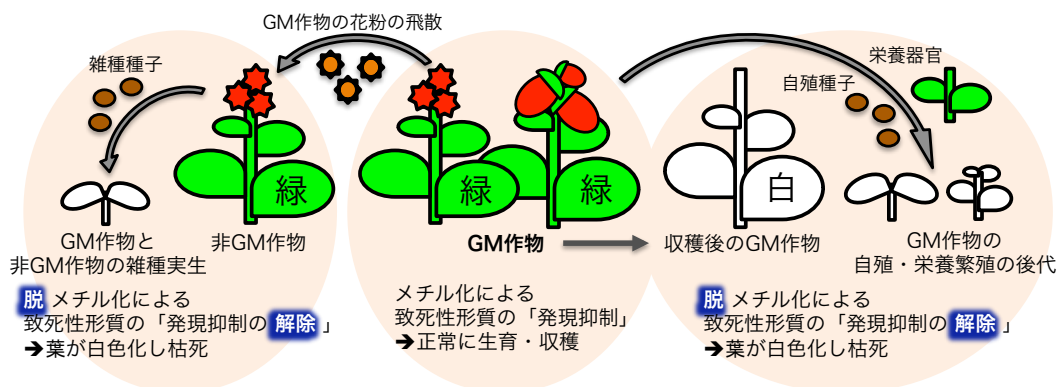 GM作物の花粉の飛散
雑種種子
緑
GM作物と
非GM作物の雑種実生
非GM作物
脱 メチル化による
致死性形質の「発現抑制の 解除 」
➔葉が白色化し枯死
緑
緑
GM作物
メチル化による
致死性形質の「発現抑制」
➔正常に生育・収穫
栄養器官
自殖種子
白
収穫後のGM作物
GM作物の
自殖・栄養繁殖の後代
脱 メチル化による
致死性形質の「発現抑制の 解除 」
➔葉が白色化し枯死